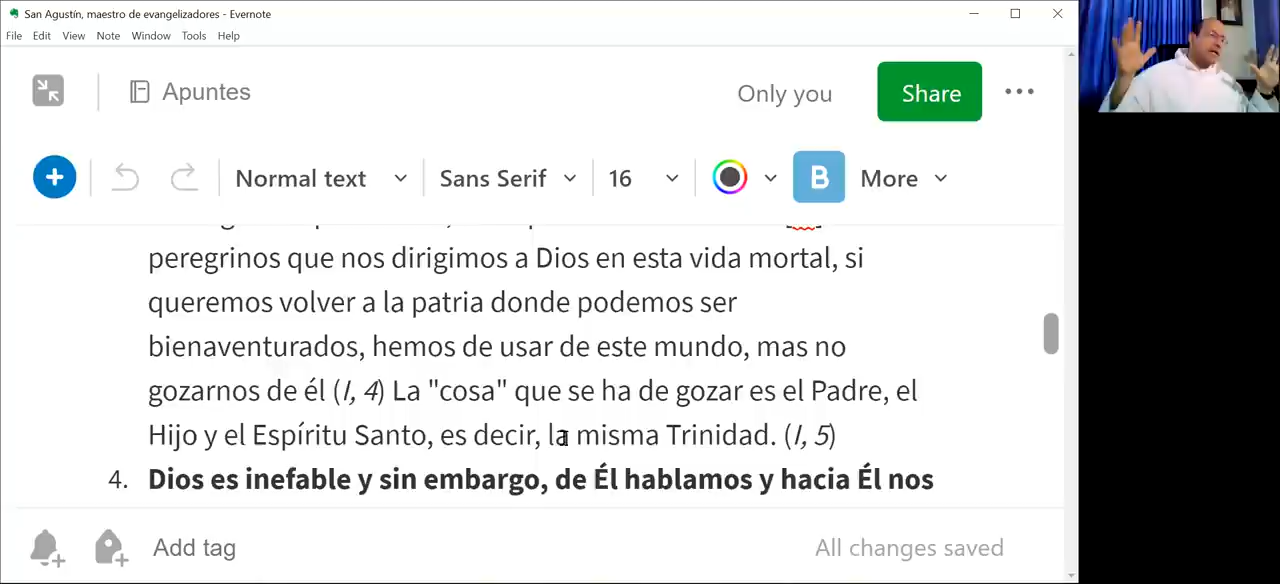 San Agustín, maestro de evangelizadores - Evernote
File Edit View Note Window Tools Help
Apuntes
Only you
Share
Normal text
Sans Serif
16
B
More
peregrinos que nos dirigimos a Dios en esta vida mortal, si
queremos volver a la patria donde podemos ser
bienaventurados, hemos de usar de este mundo, mas no
gozarnos de él (I, 4) La "cosa" que se ha de gozar es el Padre, el
Hijo y el Espíritu Santo, es decir, la misma Trinidad. (I, 5)
4. Dios es inefable y sin embargo, de Él hablamos y hacia Él nos
Add tag
All changes saved